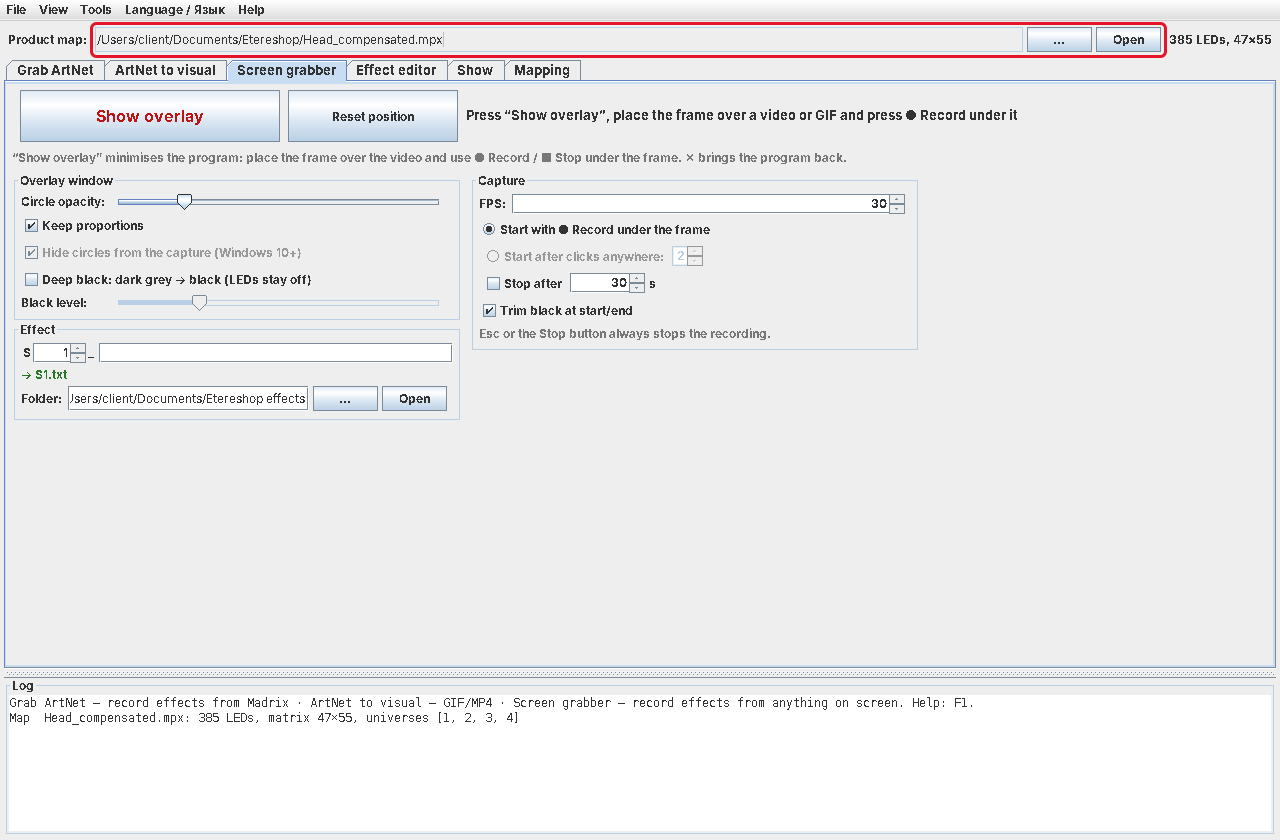 File View Tools Language / Язык Help
Product map: /Users/client/Documents/Etereshop/Head_compensated.mpx ... Open 385 LEDs, 47×55
Grab ArtNet ArtNet to visual Screen grabber Effect editor Show Mapping
Show overlay Reset position Press “Show overlay”, place the frame over a video or GIF and press ● Record under it
“Show overlay” minimises the program: place the frame over the video and use ● Record / ■ Stop under the frame. × brings the program back.
Overlay window
Circle opacity:
Keep proportions
Hide circles from the capture (Windows 10+)
Deep black: dark grey → black (LEDs stay off)
Black level:
Effect
S 1 _
→ S1.txt
Folder: Jsers/client/Documents/Etereshop effects ... Open
Capture
FPS: 30
Start with ● Record under the frame
Start after clicks anywhere: 2
Stop after 30 s
Trim black at start/end
Esc or the Stop button always stops the recording.
Log
Grab ArtNet — record effects from Madrix · ArtNet to visual — GIF/MP4 · Screen grabber — record effects from anything on screen. Help: F1.
Map Head_compensated.mpx: 385 LEDs, matrix 47×55, universes [1, 2, 3, 4]